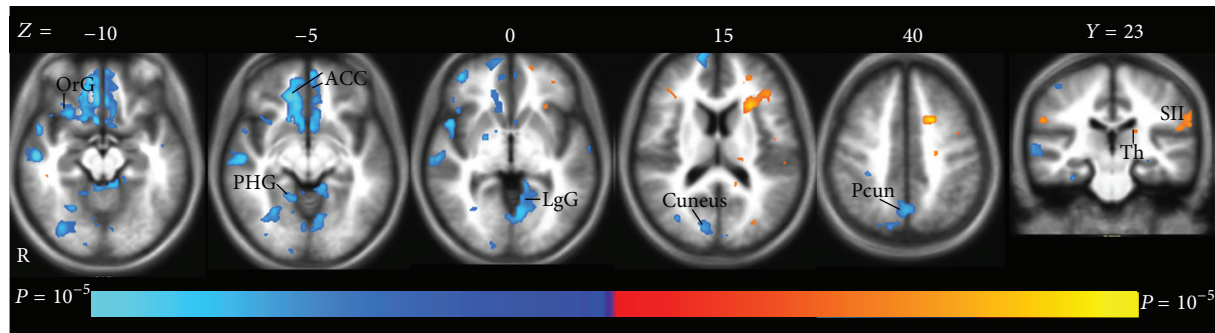 Z = −10 −5 0 15 40 Y = 23
OrG ACC
SII
Th
PHG LgG Cuneus Pcun
R
P = 10⁻⁵ P = 10⁻⁵